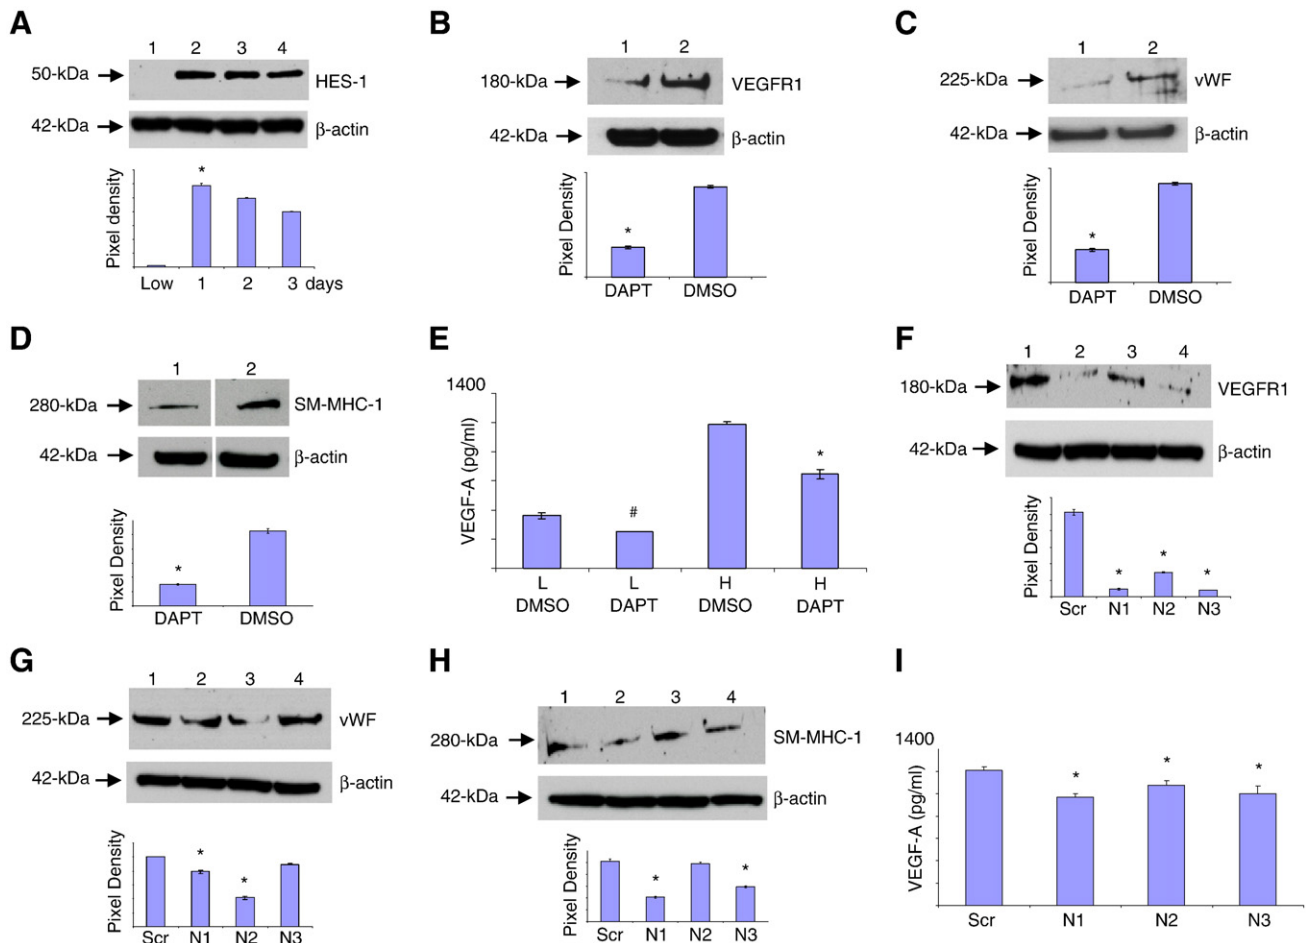 A
1 2 3 4
50-kDa
HES-1
42-kDa
β-actin
Pixel density
*
Low 1 2 3 days
B
1 2
180-kDa
VEGFR1
42-kDa
β-actin
Pixel Density
*
DAPT DMSO
C
1 2
225-kDa
vWF
42-kDa
β-actin
Pixel Density
*
DAPT DMSO
D
1 2
280-kDa
SM-MHC-1
42-kDa
β-actin
Pixel Density
*
DAPT DMSO
E
1400
VEGF-A (pg/ml)
# *
L L H H
DMSO DAPT DMSO DAPT
F
1 2 3 4
180-kDa
VEGFR1
42-kDa
β-actin
Pixel Density
* * *
Scr N1 N2 N3
G
1 2 3 4
225-kDa
vWF
42-kDa
β-actin
Pixel Density
* *
Scr N1 N2 N3
H
1 2 3 4
280-kDa
SM-MHC-1
42-kDa
β-actin
Pixel Density
* *
Scr N1 N2 N3
I
1400
VEGF-A (pg/ml)
* * *
Scr N1 N2 N3